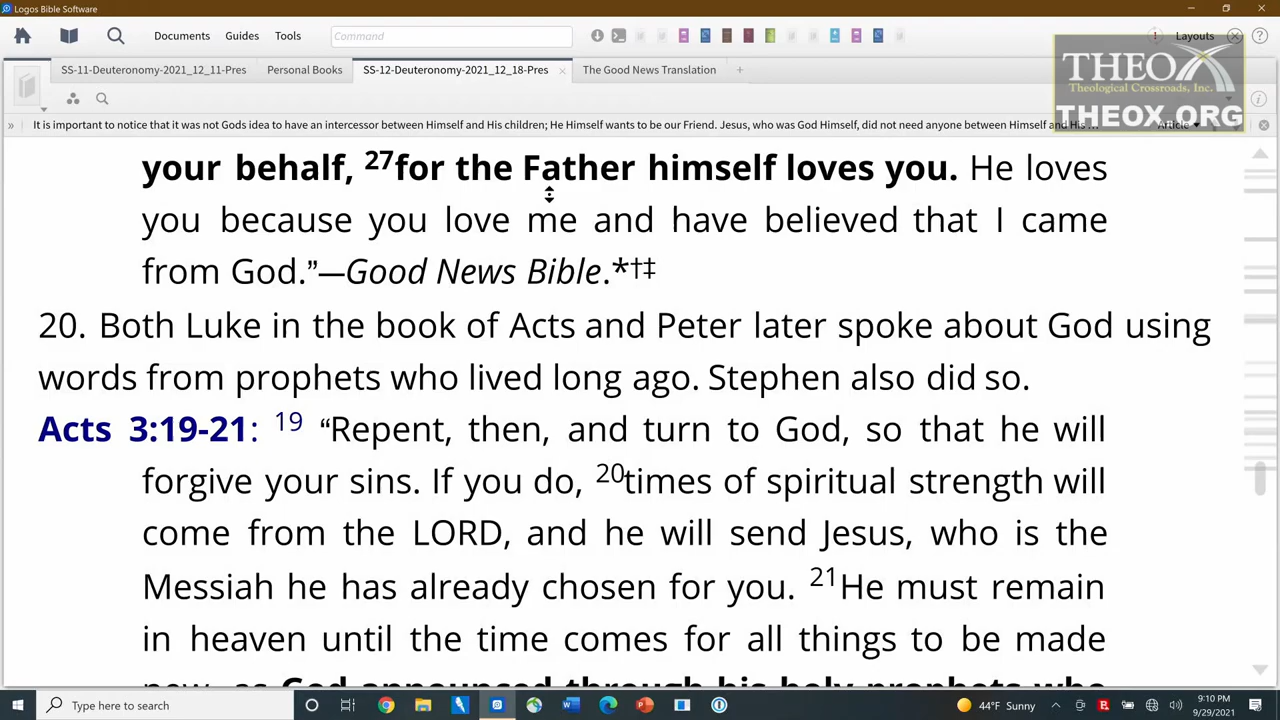 Logos Bible Software
Documents Guides Tools Command Layouts
SS-11-Deuteronomy-2021_12_11-Pres Personal Books SS-12-Deuteronomy-2021_12_18-Pres The Good News Translation
THEOX
Theological Crossroads, Inc.
THEOX.ORG
It is important to notice that it was not Gods idea to have an intercessor between Himself and His children; He Himself wants to be our Friend. Jesus, who was God Himself, did not need anyone between Himself and His ... Article
your behalf, 27for the Father himself loves you. He loves
you because you love me and have believed that I came
from God.”—Good News Bible.*†‡
20. Both Luke in the book of Acts and Peter later spoke about God using
words from prophets who lived long ago. Stephen also did so.
Acts 3:19-21: 19 “Repent, then, and turn to God, so that he will
forgive your sins. If you do, 20times of spiritual strength will
come from the LORD, and he will send Jesus, who is the
Messiah he has already chosen for you. 21He must remain
in heaven until the time comes for all things to be made
new, as God announced through his holy prophets who
Type here to search 44°F Sunny 9:10 PM
9/29/2021